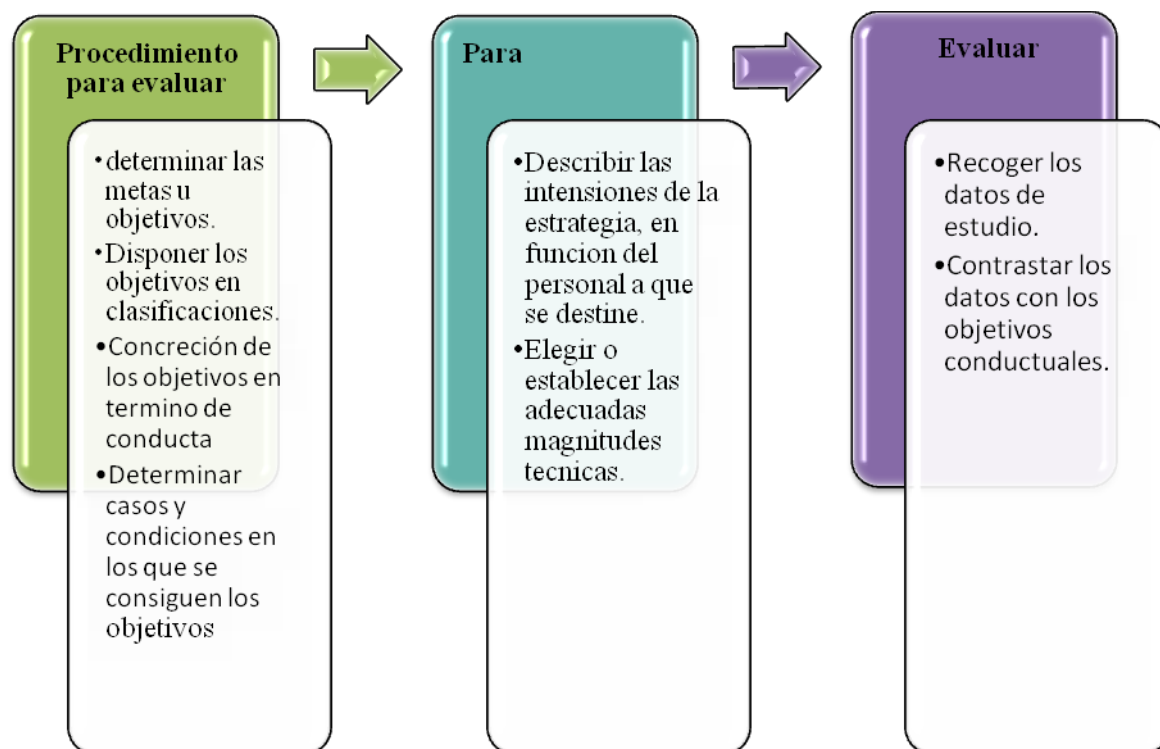 Procedimiento
para evaluar
•determinar las
metas u
objetivos.
•Disponer los
objetivos en
clasificaciones.
•Concreción de
los objetivos en
termino de
conducta
•Determinar
casos y
condiciones en
los que se
consiguen los
objetivos
Para
•Describir las
intensiones de la
estrategia, en
funcion del
personal a que
se destine.
•Elegir o
establecer las
adecuadas
magnitudes
tecnicas.
Evaluar
•Recoger los
datos de
estudio.
•Contrastar los
datos con los
objetivos
conductuales.